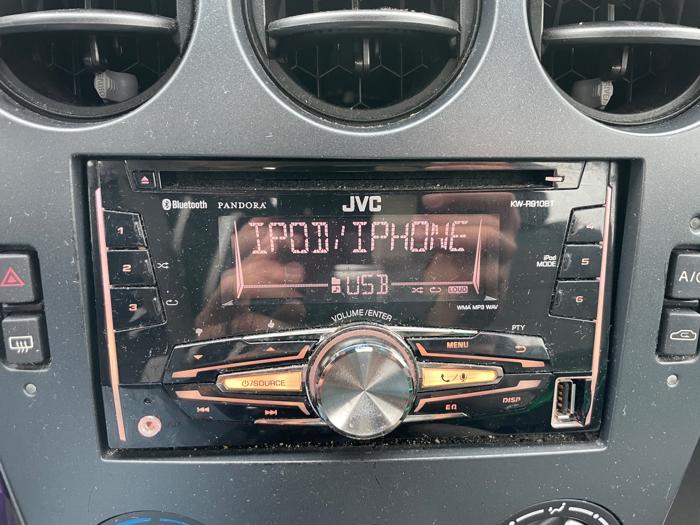 Bluetooth PANDORA JVC KW-R910BT
1
2
3
IPOD/IPHONE
USB LOUD
WMA MP3 WAV
4
iPod MODE 5
6
VOLUME/ENTER
MENU
PTY
/SOURCE
EQ
DISP
A/C